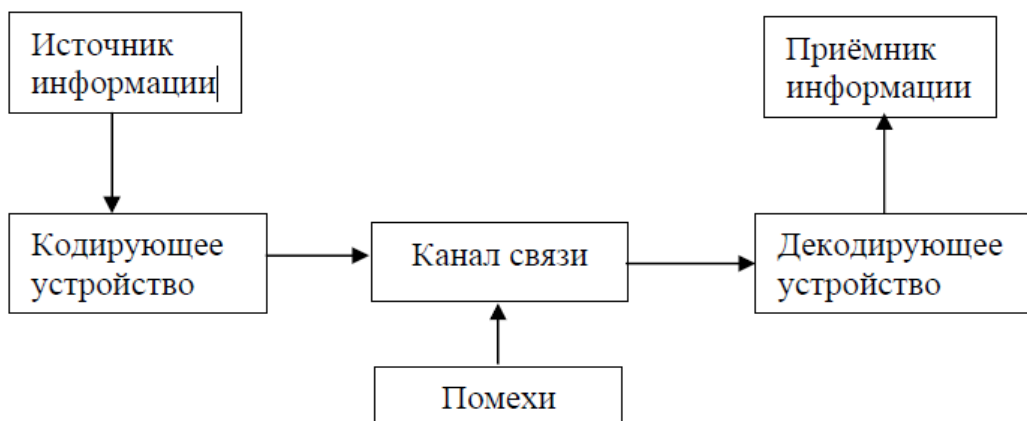 Источник
информации
Приёмник
информации
Кодирующее
устройство
Канал связи
Декодирующее
устройство
Помехи